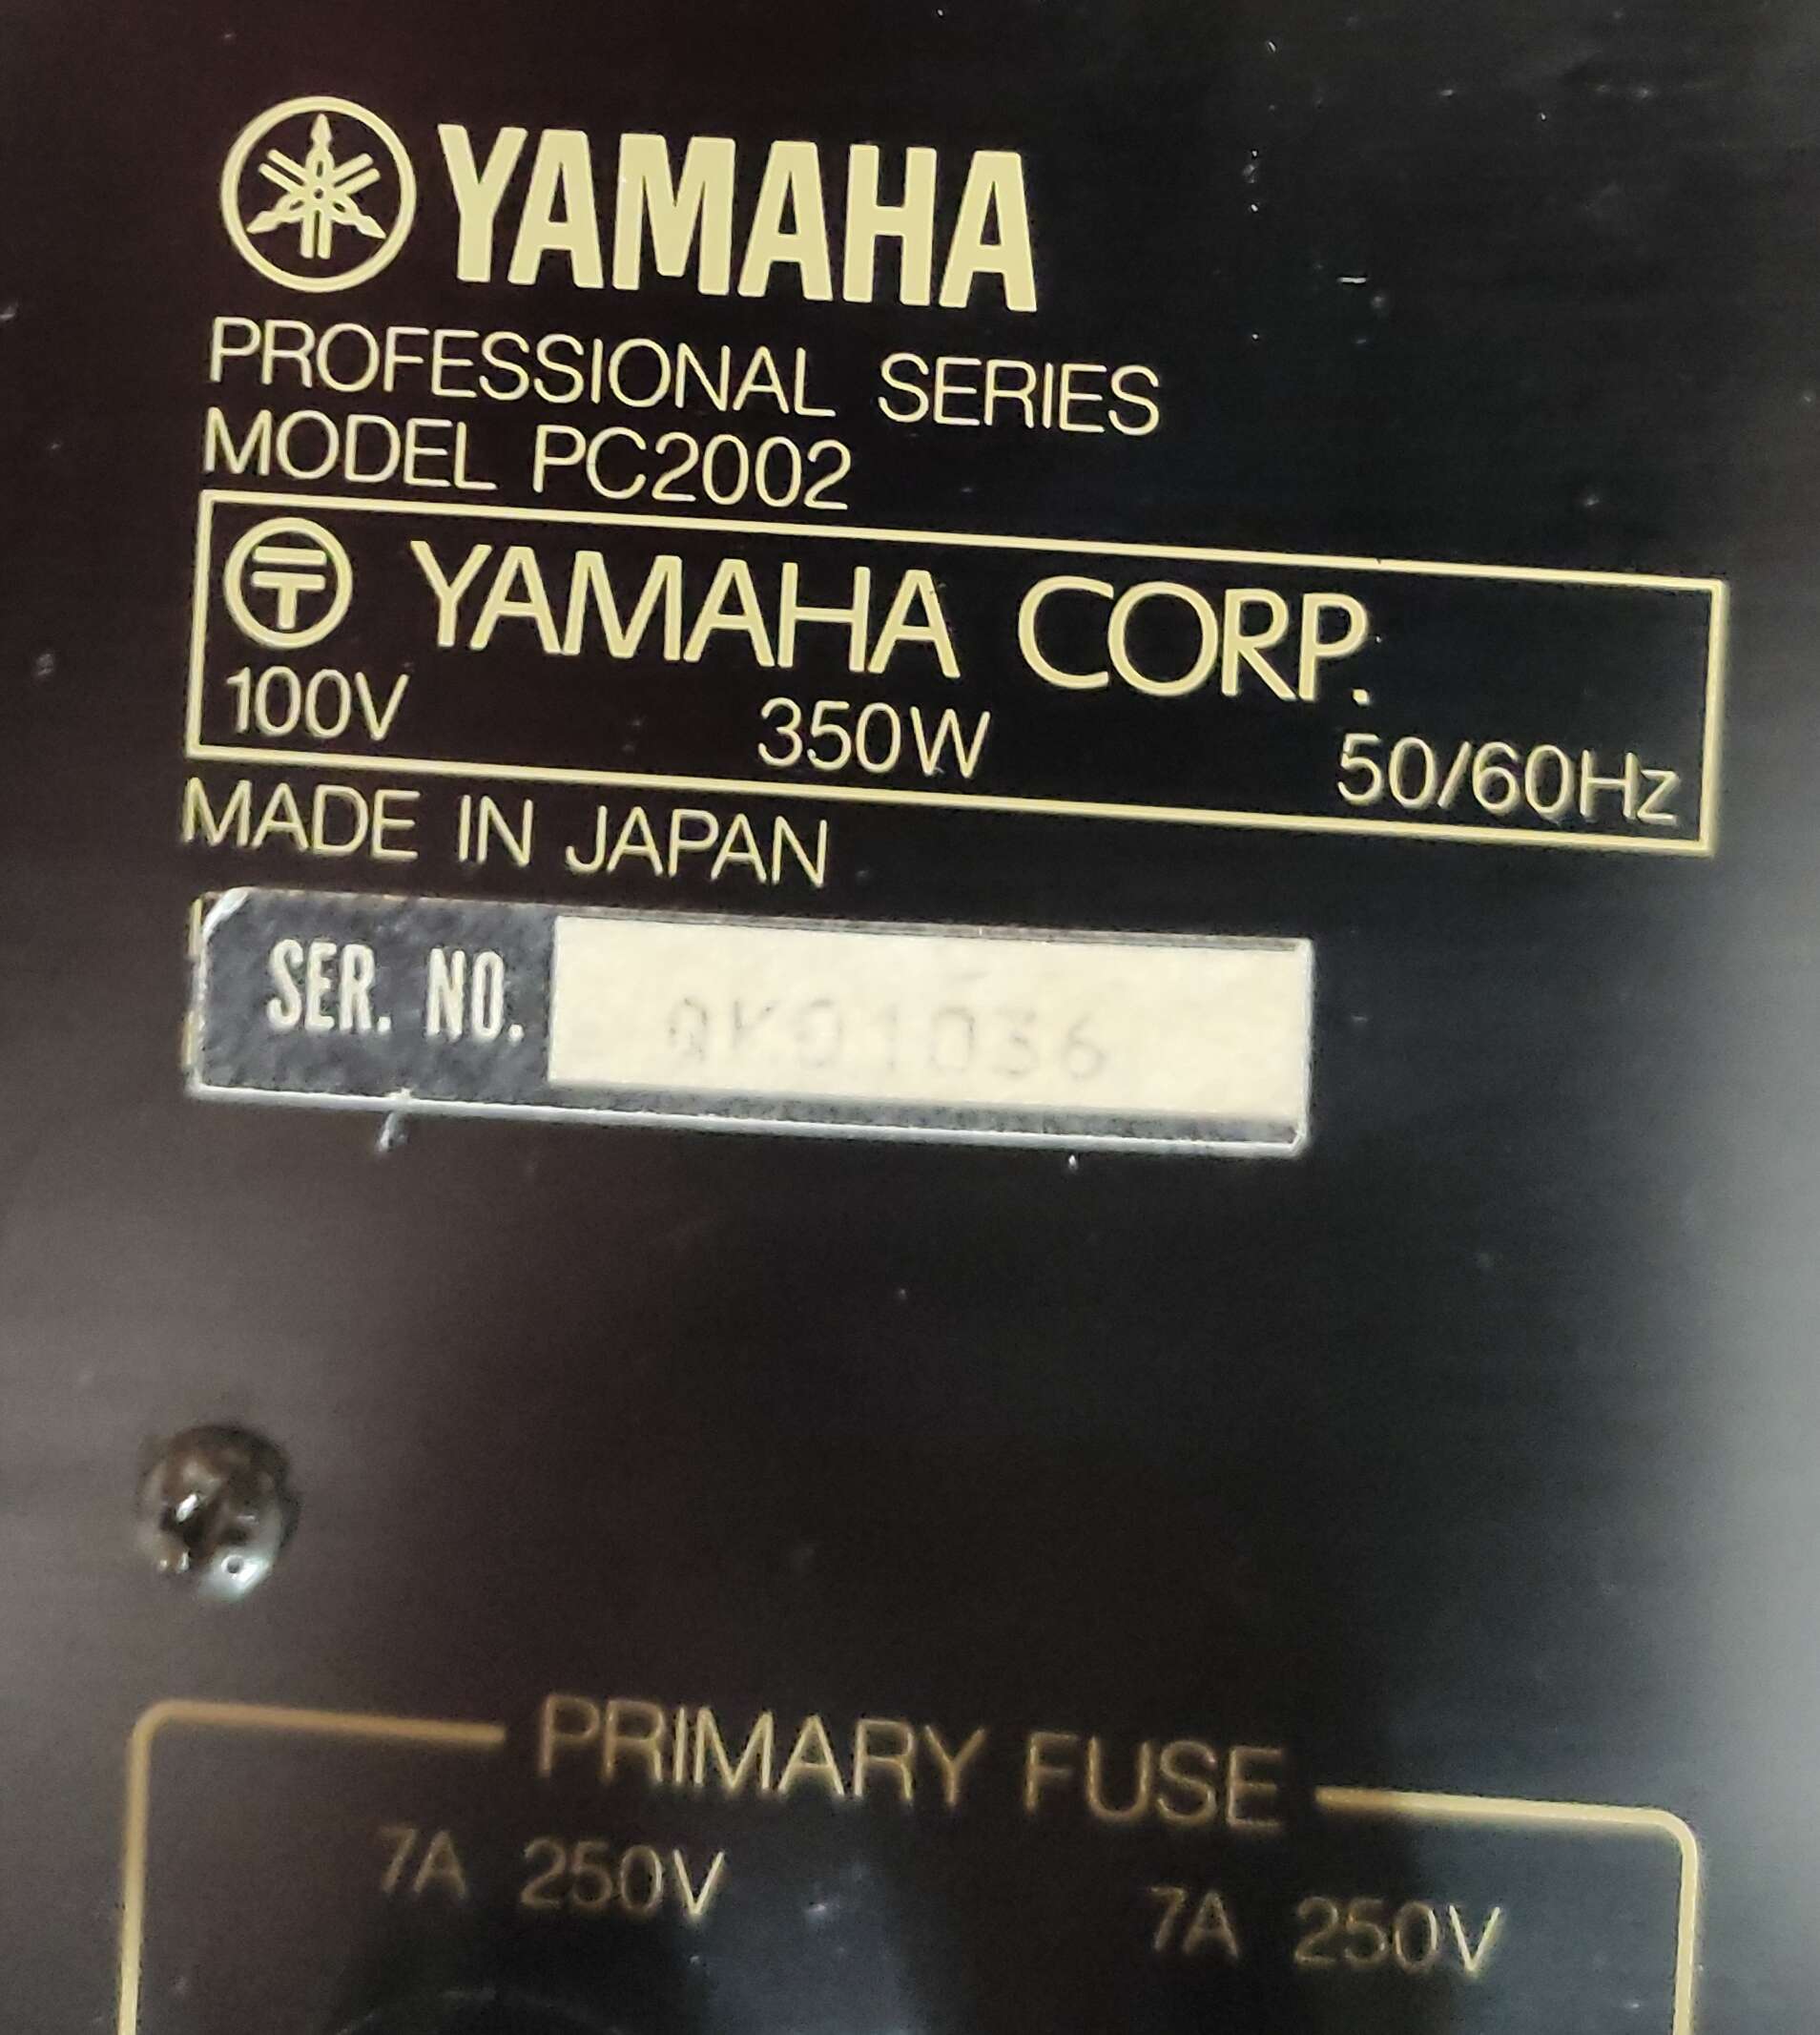 YAMAHA
PROFESSIONAL SERIES
MODEL PC2002
T YAMAHA CORP.
100V 350W 50/60Hz
MADE IN JAPAN
SER. NO.
PRIMARY FUSE
7A 250V 7A 250V